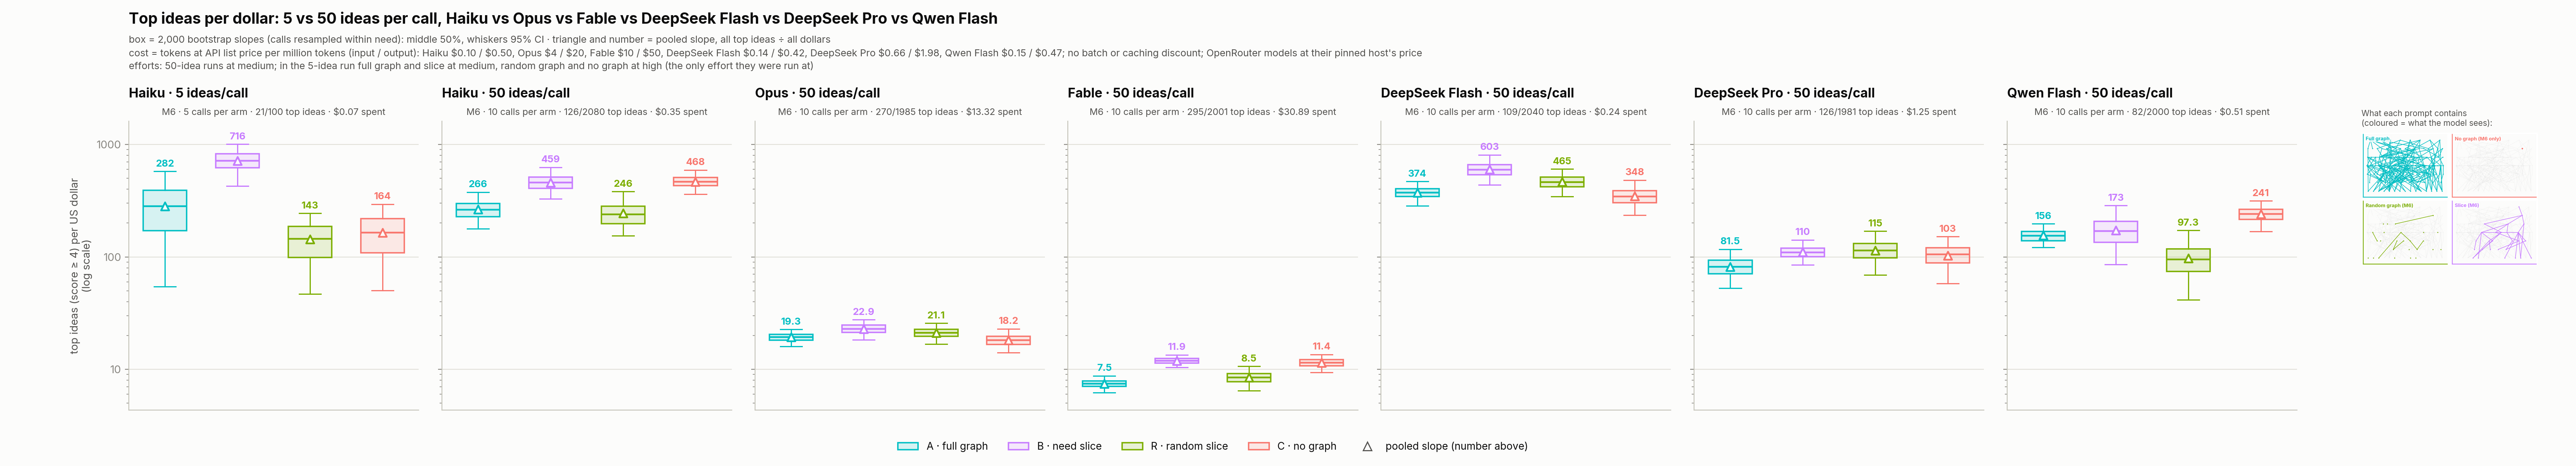 Top ideas per dollar: 5 vs 50 ideas per call, Haiku vs Opus vs Fable vs DeepSeek Flash vs DeepSeek Pro vs Qwen Flash
box = 2,000 bootstrap slopes (calls resampled within need): middle 50%, whiskers 95% CI · triangle and number = pooled slope, all top ideas ÷ all dollars
cost = tokens at API list price per million tokens (input / output): Haiku $0.10 / $0.50, Opus $4 / $20, Fable $10 / $50, DeepSeek Flash $0.14 / $0.42, DeepSeek Pro $0.66 / $1.98, Qwen Flash $0.15 / $0.47; no batch or caching discount; OpenRouter models at their pinned host's price
efforts: 50-idea runs at medium; in the 5-idea run full graph and slice at medium, random graph and no graph at high (the only effort they were run at)
top ideas (score ≥ 4) per US dollar
(log scale)
1000
100
10
Haiku · 5 ideas/call
M6 · 5 calls per arm · 21/100 top ideas · $0.07 spent
282
716
143
164
Haiku · 50 ideas/call
M6 · 10 calls per arm · 126/2080 top ideas · $0.35 spent
266
459
246
468
Opus · 50 ideas/call
M6 · 10 calls per arm · 270/1985 top ideas · $13.32 spent
19.3
22.9
21.1
18.2
Fable · 50 ideas/call
M6 · 10 calls per arm · 295/2001 top ideas · $30.89 spent
7.5
11.9
8.5
11.4
DeepSeek Flash · 50 ideas/call
M6 · 10 calls per arm · 109/2040 top ideas · $0.24 spent
374
603
465
348
DeepSeek Pro · 50 ideas/call
M6 · 10 calls per arm · 126/1981 top ideas · $1.25 spent
81.5
110
115
103
Qwen Flash · 50 ideas/call
M6 · 10 calls per arm · 82/2000 top ideas · $0.51 spent
156
173
97.3
241
What each prompt contains
(coloured = what the model sees):
Full graph
No graph (M6 only)
Random graph (M6)
Slice (M6)
A · full graph
B · need slice
R · random slice
C · no graph
pooled slope (number above)